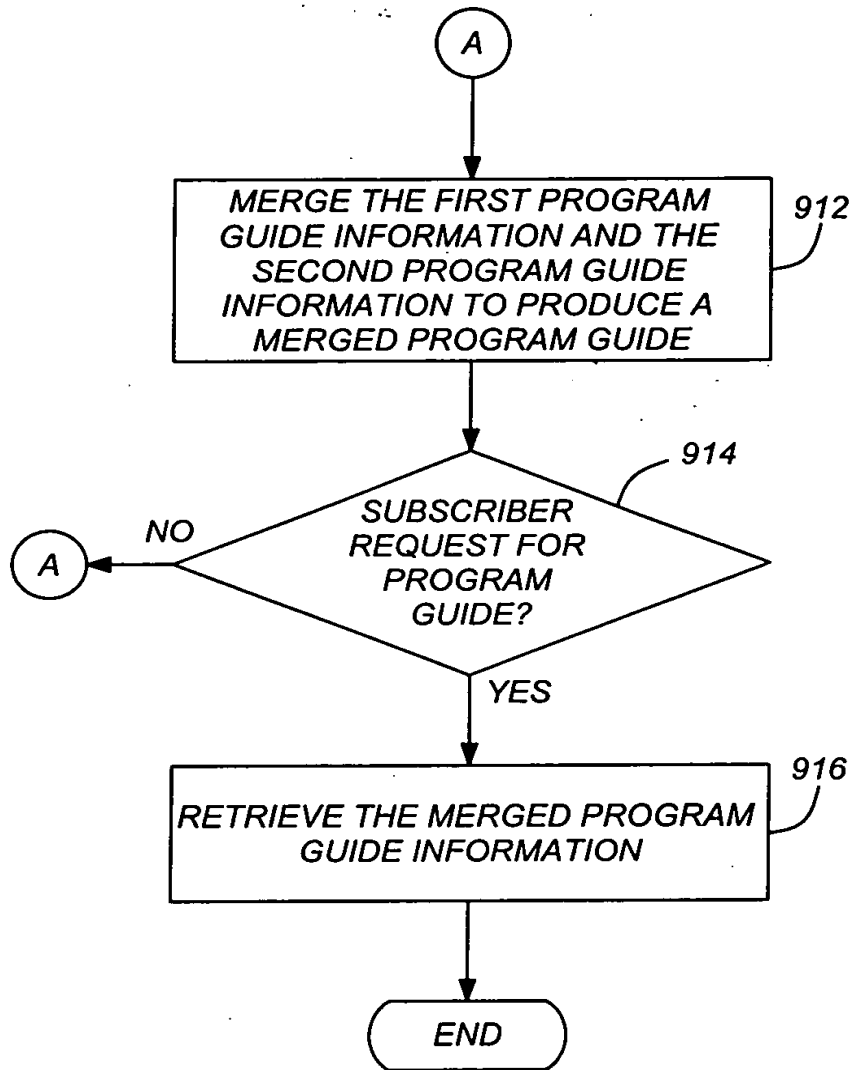 A
MERGE THE FIRST PROGRAM
GUIDE INFORMATION AND THE
SECOND PROGRAM GUIDE
INFORMATION TO PRODUCE A
MERGED PROGRAM GUIDE
912
914
SUBSCRIBER
REQUEST FOR
PROGRAM
GUIDE?
NO
A
YES
916
RETRIEVE THE MERGED PROGRAM
GUIDE INFORMATION
END